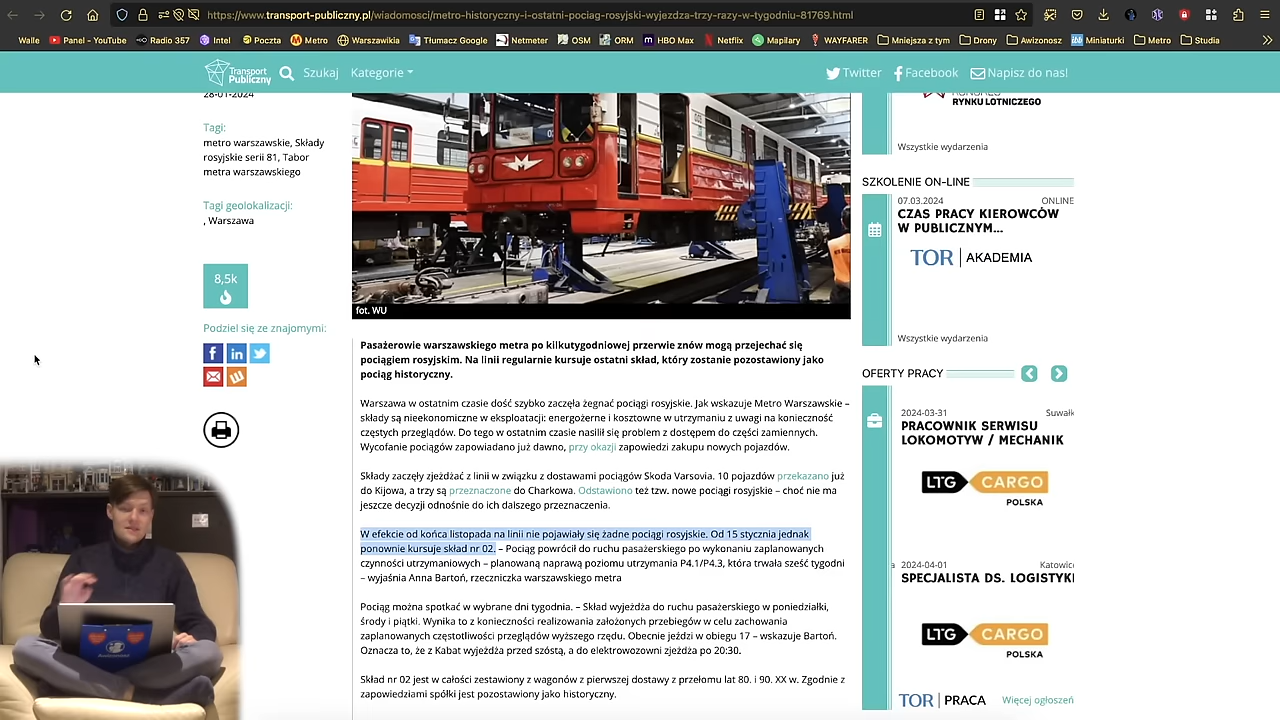 https://www.transport-publiczny.pl/wiadomosci/metro-historyczny-i-ostatni-pociag-rosyjski-wyjezdza-trzy-razy-w-tygodniu-81769.html
Walle Panel - YouTube Radio 357 Intel Poczta Metro Warszawikia Tłumacz Google Netmeter OSM ORM HBO Max Netflix Mapilary WAYFARER Mniejsza z tym Drony Awizonosz Miniaturki Metro Studia
Transport Publiczny Szukaj Kategorie Twitter Facebook Napisz do nas!
28-01-2024
Tagi:
metro warszawskie, Składy
rosyjskie serii 81, Tabor
metra warszawskiego
Tagi geolokalizacji:
, Warszawa
8,5k
Podziel się ze znajomymi:
fot. WU
Pasażerowie warszawskiego metra po kilkutygodniowej przerwie znów mogą przejechać się
pociągiem rosyjskim. Na linii regularnie kursuje ostatni skład, który zostanie pozostawiony jako
pociąg historyczny.
Warszawa w ostatnim czasie dość szybko zaczęła żegnać pociągi rosyjskie. Jak wskazuje Metro Warszawskie –
składy są nieekonomiczne w eksploatacji: energożerne i kosztowne w utrzymaniu z uwagi na konieczność
częstych przeglądów. Do tego w ostatnim czasie nasilił się problem z dostępem do części zamiennych.
Wycofanie pociągów zapowiadano już dawno, przy okazji zapowiedzi zakupu nowych pojazdów.
Składy zaczęły zjeżdżać z linii w związku z dostawami pociągów Skoda Varsovia. 10 pojazdów przekazano już
do Kijowa, a trzy są przeznaczone do Charkowa. Odstawiono też tzw. nowe pociągi rosyjskie – choć nie ma
jeszcze decyzji odnośnie do ich dalszego przeznaczenia.
W efekcie od końca listopada na linii nie pojawiały się żadne pociągi rosyjskie. Od 15 stycznia jednak
ponownie kursuje skład nr 02. – Pociąg powrócił do ruchu pasażerskiego po wykonaniu zaplanowanych
czynności utrzymaniowych – planowaną naprawą poziomu utrzymania P4.1/P4.3, która trwała sześć tygodni
– wyjaśnia Anna Bartoń, rzeczniczka warszawskiego metra
Pociąg można spotkać w wybrane dni tygodnia. – Skład wyjeżdża do ruchu pasażerskiego w poniedziałki,
środy i piątki. Wynika to z konieczności realizowania założonych przebiegów w celu zachowania
zaplanowanych częstotliwości przeglądów wyższego rzędu. Obecnie jeździ w obiegu 17 – wskazuje Bartoń.
Oznacza to, że z Kabat wyjeżdża przed szóstą, a do elektrowozowni zjeżdża po 20:30.
Skład nr 02 jest w całości zestawiony z wagonów z pierwszej dostawy z przełomu lat 80. i 90. XX w. Zgodnie z
zapowiedziami spółki jest pozostawiony jako historyczny.
RYNKU LOTNICZEGO
Wszystkie wydarzenia
SZKOLENIE ON-LINE
07.03.2024 ONLINE
CZAS PRACY KIEROWCÓW
W PUBLICZNYM...
TOR | AKADEMIA
Wszystkie wydarzenia
OFERTY PRACY
2024-03-31 Suwałk
PRACOWNIK SERWISU
LOKOMOTYW / MECHANIK
LTG CARGO
POLSKA
a 2024-04-01 Katowic
SPECJALISTA DS. LOGISTYKI
LTG CARGO
POLSKA
TOR | PRACA Więcej ogłoszeń